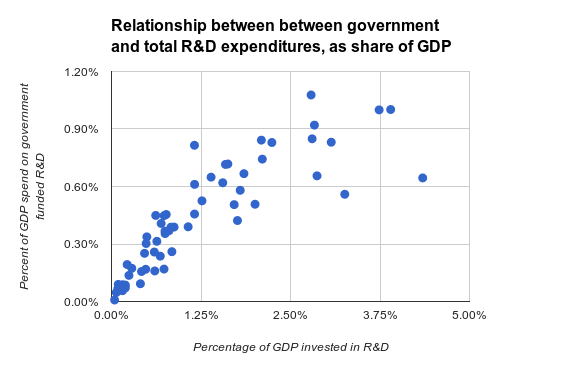 Relationship between between government
and total R&D expenditures, as share of GDP
Percent of GDP spend on government
funded R&D
1.20%
0.90%
0.60%
0.30%
0.00%
0.00% 1.25% 2.50% 3.75% 5.00%
Percentage of GDP invested in R&D